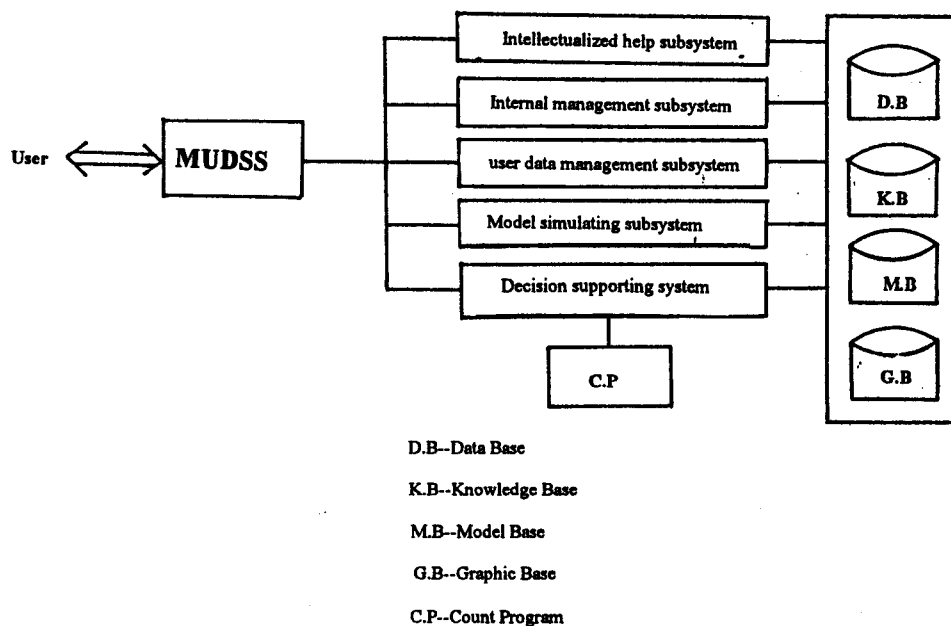 Intellectualized help subsystem
Internal management subsystem
user data management subsystem
Model simulating subsystem
Decision supporting system
User
MUDSS
C.P
D.B
K.B
M.B
G.B
D.B--Data Base
K.B--Knowledge Base
M.B--Model Base
G.B--Graphic Base
C.P--Count Program